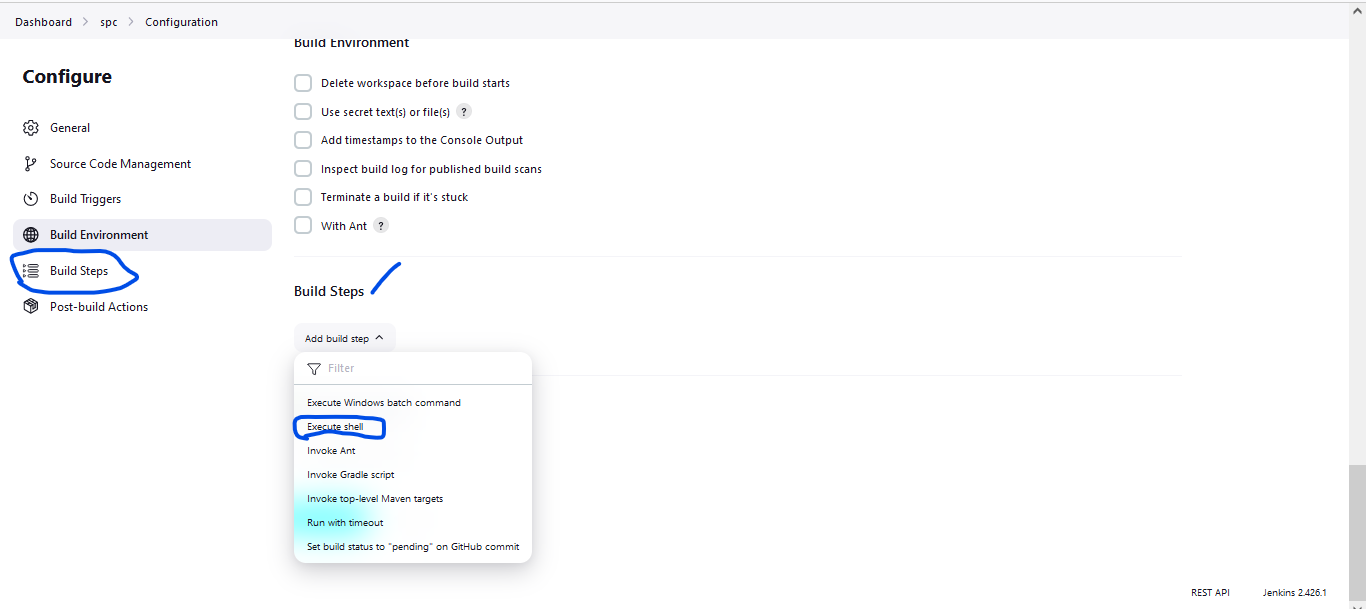 Dashboard > spc > Configuration
Configure
General
Source Code Management
Build Triggers
Build Environment
Build Steps
Post-build Actions
Build Environment
Delete workspace before build starts
Use secret text(s) or file(s) ?
Add timestamps to the Console Output
Inspect build log for published build scans
Terminate a build if it's stuck
With Ant ?
Build Steps
Add build step
Filter
Execute Windows batch command
Execute shell
Invoke Ant
Invoke Gradle script
Invoke top-level Maven targets
Run with timeout
Set build status to "pending" on GitHub commit
REST API Jenkins 2.426.1